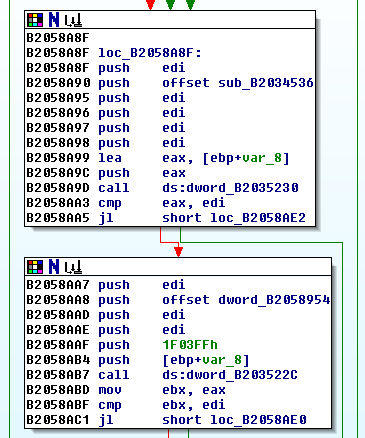 B2058A8F
B2058A8F loc_B2058A8F:
B2058A8F push edi
B2058A90 push offset sub_B2034536
B2058A95 push edi
B2058A96 push edi
B2058A97 push edi
B2058A98 push edi
B2058A99 lea eax, [ebp+var_8]
B2058A9C push eax
B2058A9D call ds:dword_B2035230
B2058AA3 cmp eax, edi
B2058AA5 jl short loc_B2058AE2
B2058AA7 push edi
B2058AA8 push offset dword_B2058954
B2058AAD push edi
B2058AAE push edi
B2058AAF push 1F03FFh
B2058AB4 push [ebp+var_8]
B2058AB7 call ds:dword_B203522C
B2058ABD mov ebx, eax
B2058ABF cmp ebx, edi
B2058AC1 jl short loc_B2058AE0